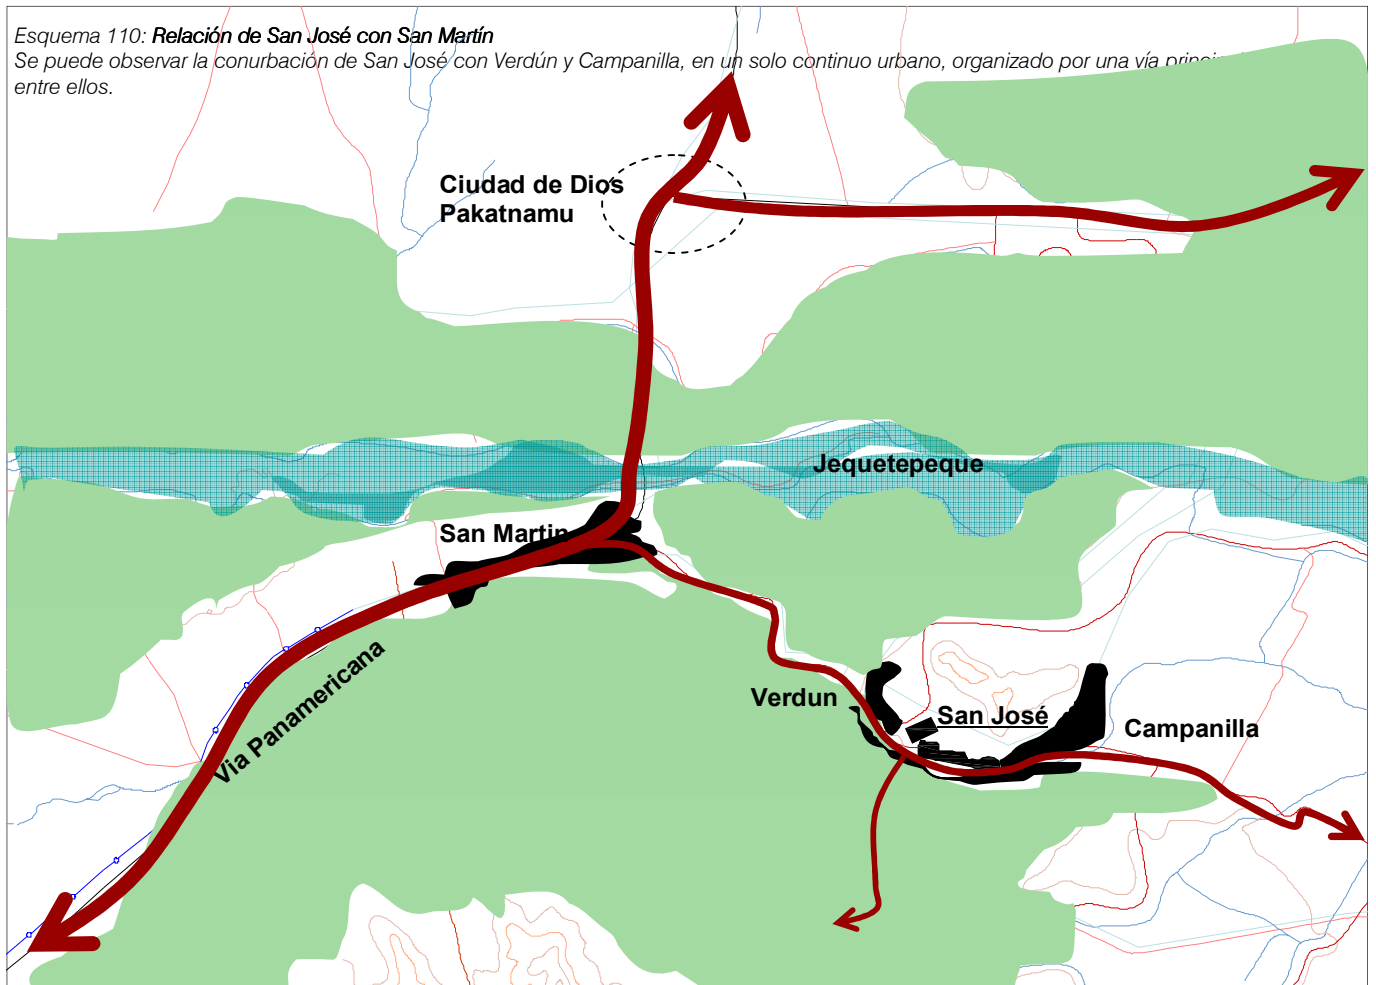 Esquema 110: Relación de San José con San Martín
Se puede observar la conurbación de San José con Verdún y Campanilla, en un solo continuo urbano, organizado por una vía
entre ellos.
Ciudad de Dios
Pakatnamu
Jequetepeque
San Martin
Via Panamericana
Verdun
San José
Campanilla